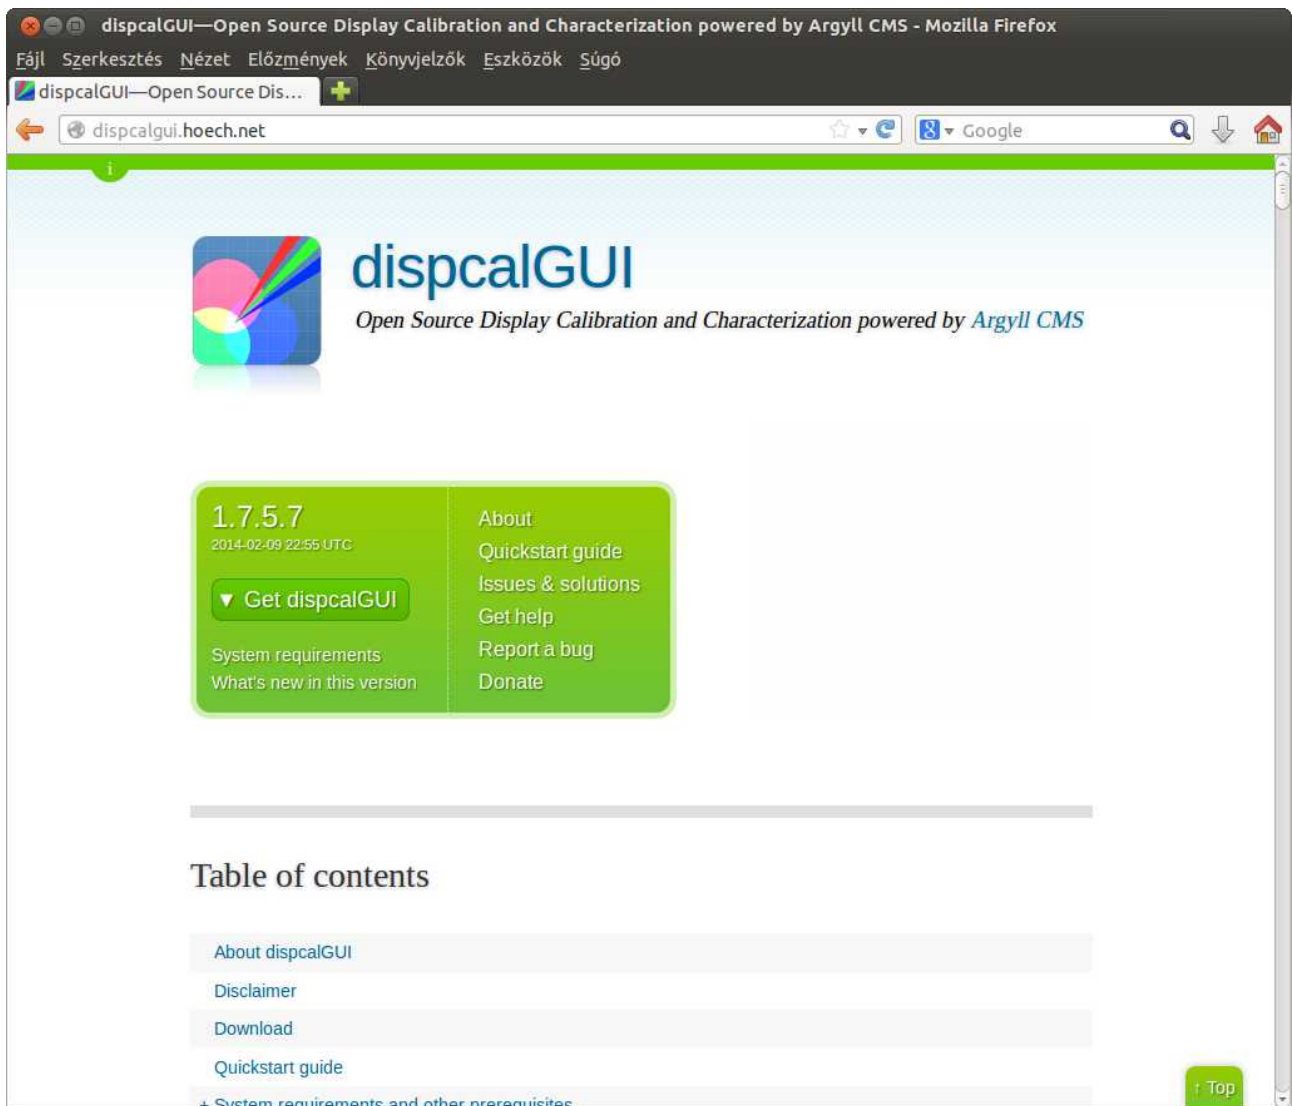 dispcalGUI—Open Source Display Calibration and Characterization powered by Argyll CMS - Mozilla Firefox
Fájl Szerkesztés Nézet Előzmények Könyvjelzők Eszközök Súgó
dispcalGUI—Open Source Dis...
dispcalgui.hoech.net
Google
i
dispcalGUI
Open Source Display Calibration and Characterization powered by Argyll CMS
1.7.5.7
2014-02-09 22:55 UTC
▼ Get dispcalGUI
System requirements
What's new in this version
About
Quickstart guide
Issues & solutions
Get help
Report a bug
Donate
Table of contents
About dispcalGUI
Disclaimer
Download
Quickstart guide
+ System requirements and other prerequisites
↑ Top